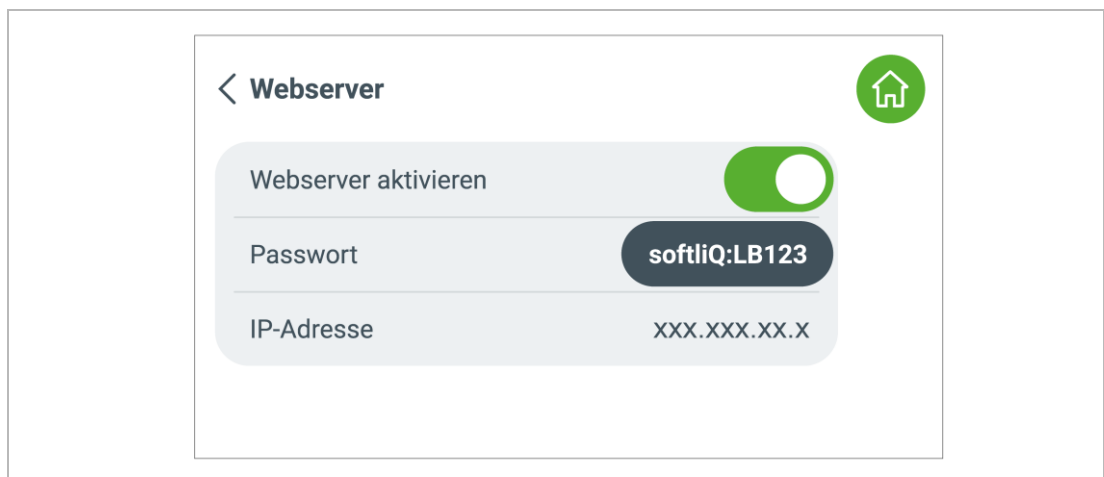 Webserver
Webserver aktivieren
Passwort softliQ:LB123
IP-Adresse xxx.xxx.xx.x